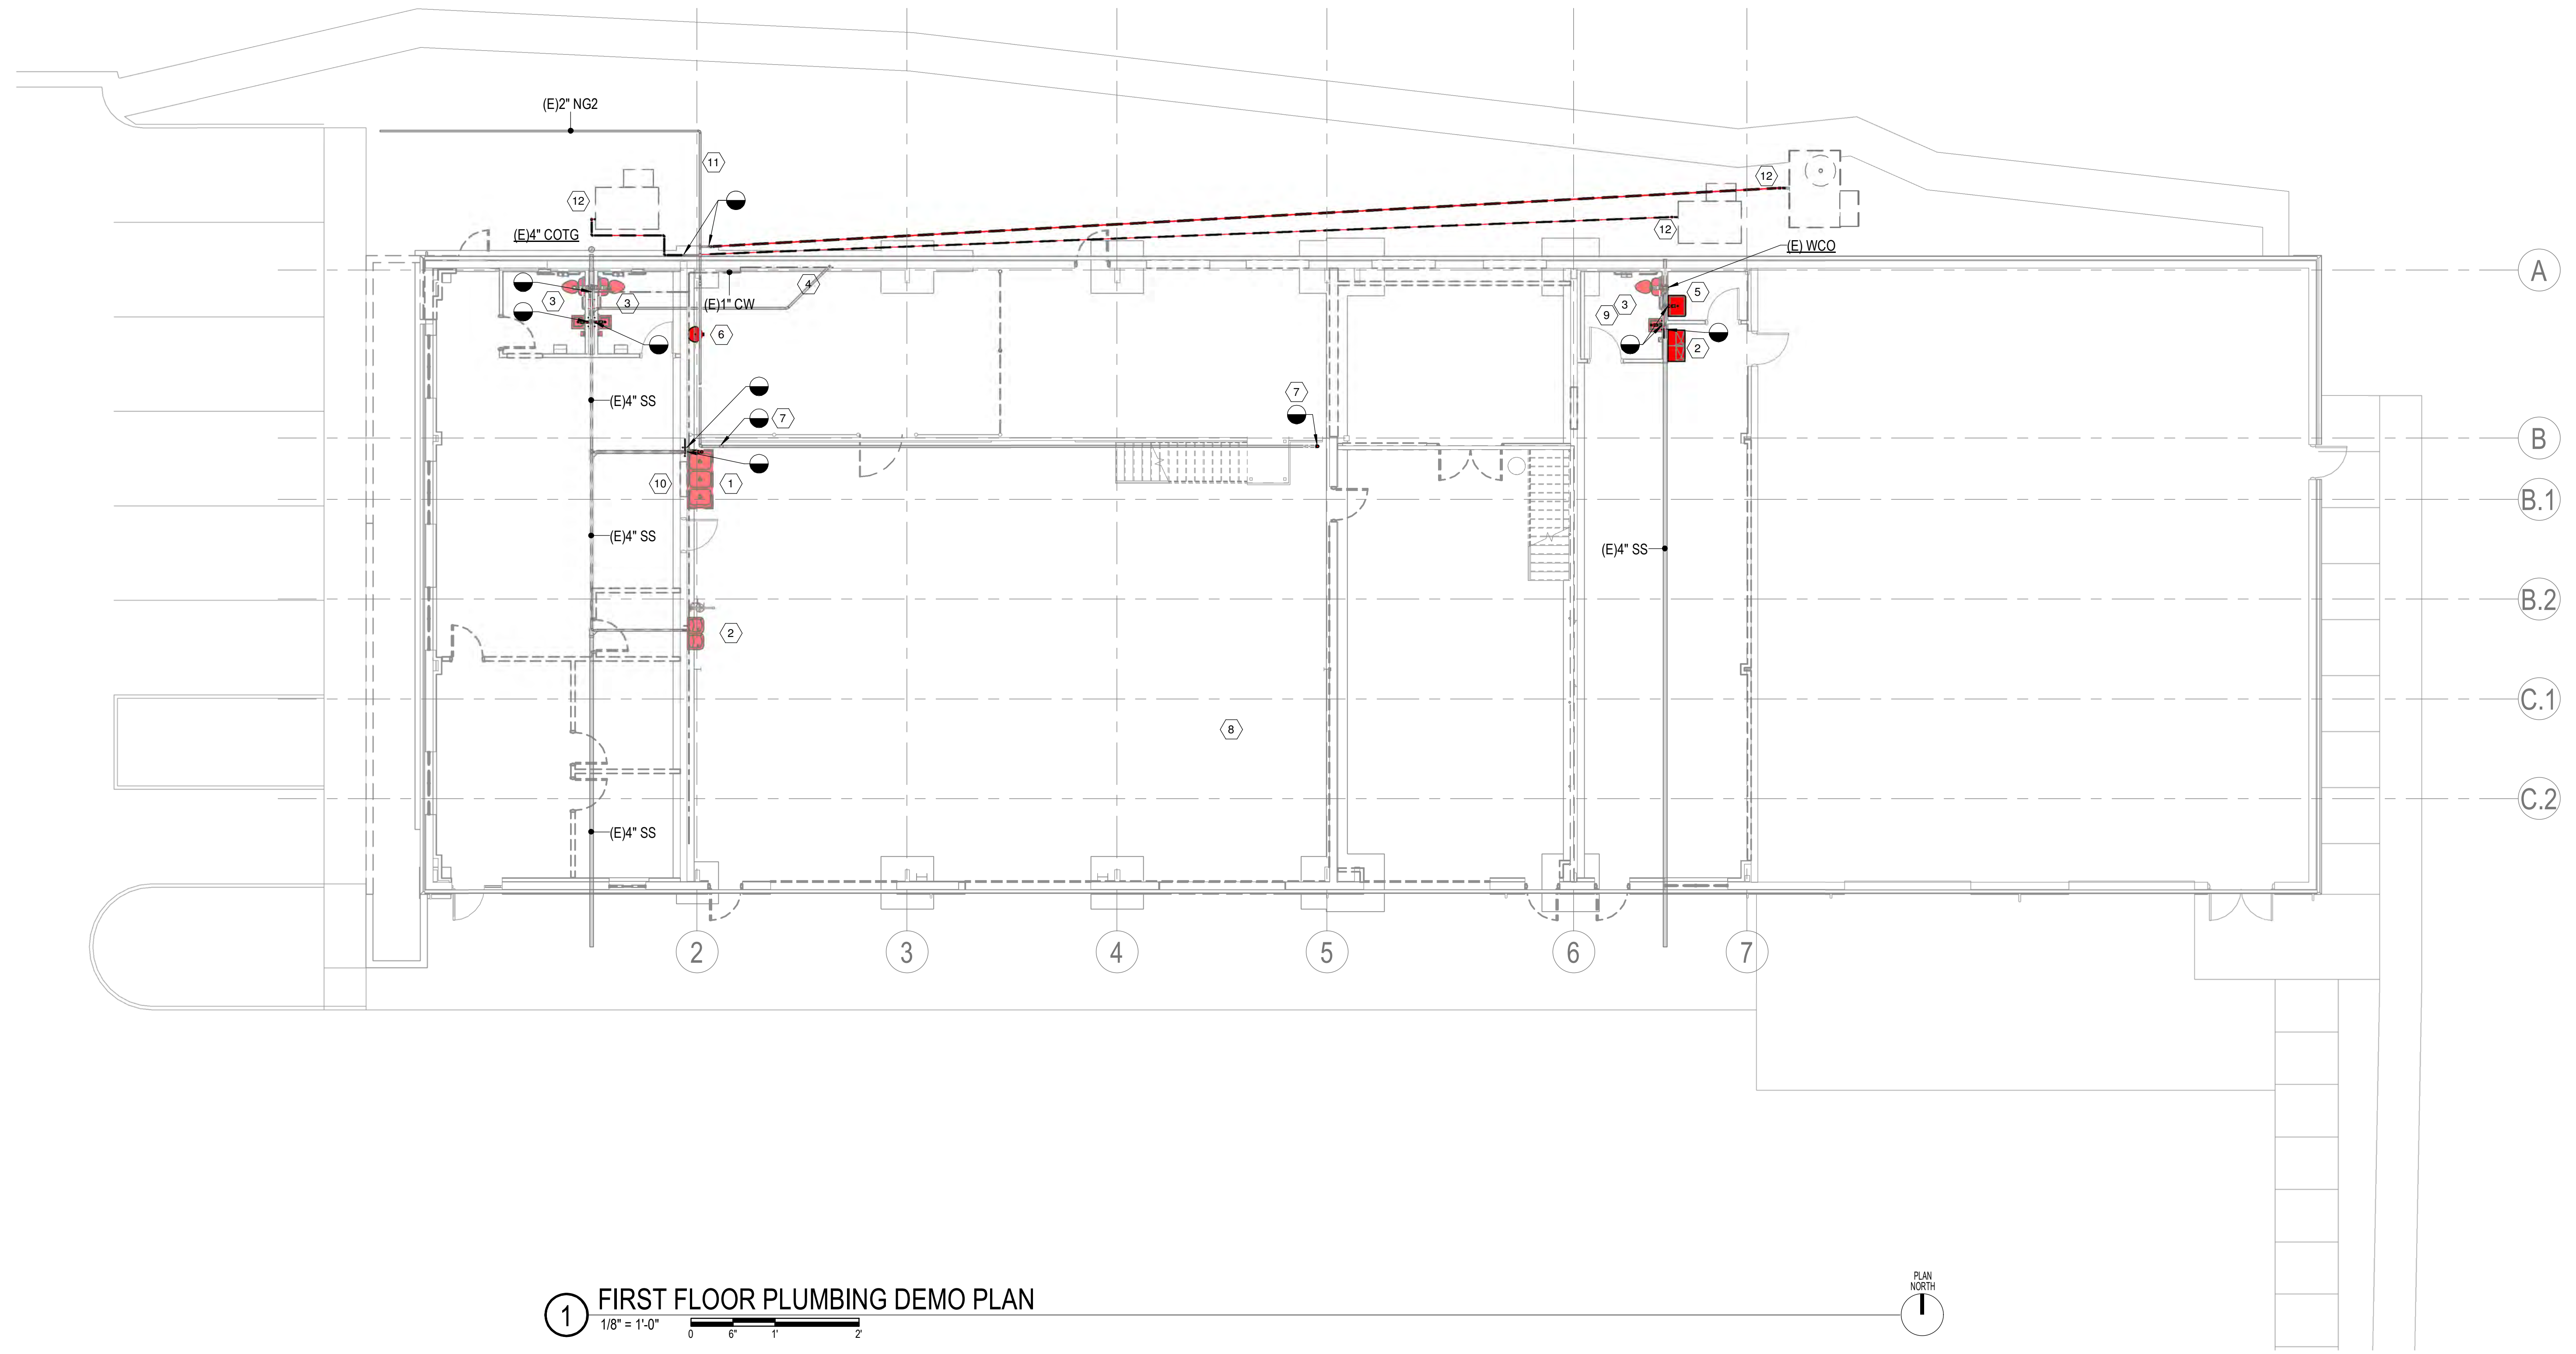 (E)2" NG2
11
12
12
12
(E)4" COTG
(E) WCO
A
4
5
3
3
(E)1" CW
3
9
6
2
7
(E)4" SS
7
B
10
1
B.1
(E)4" SS
(E)4" SS
B.2
2
C.1
8
C.2
(E)4" SS
2
3
4
5
6
7
PLAN
NORTH
1
FIRST FLOOR PLUMBING DEMO PLAN
1/8" = 1'-0"
0 6" 1' 2'